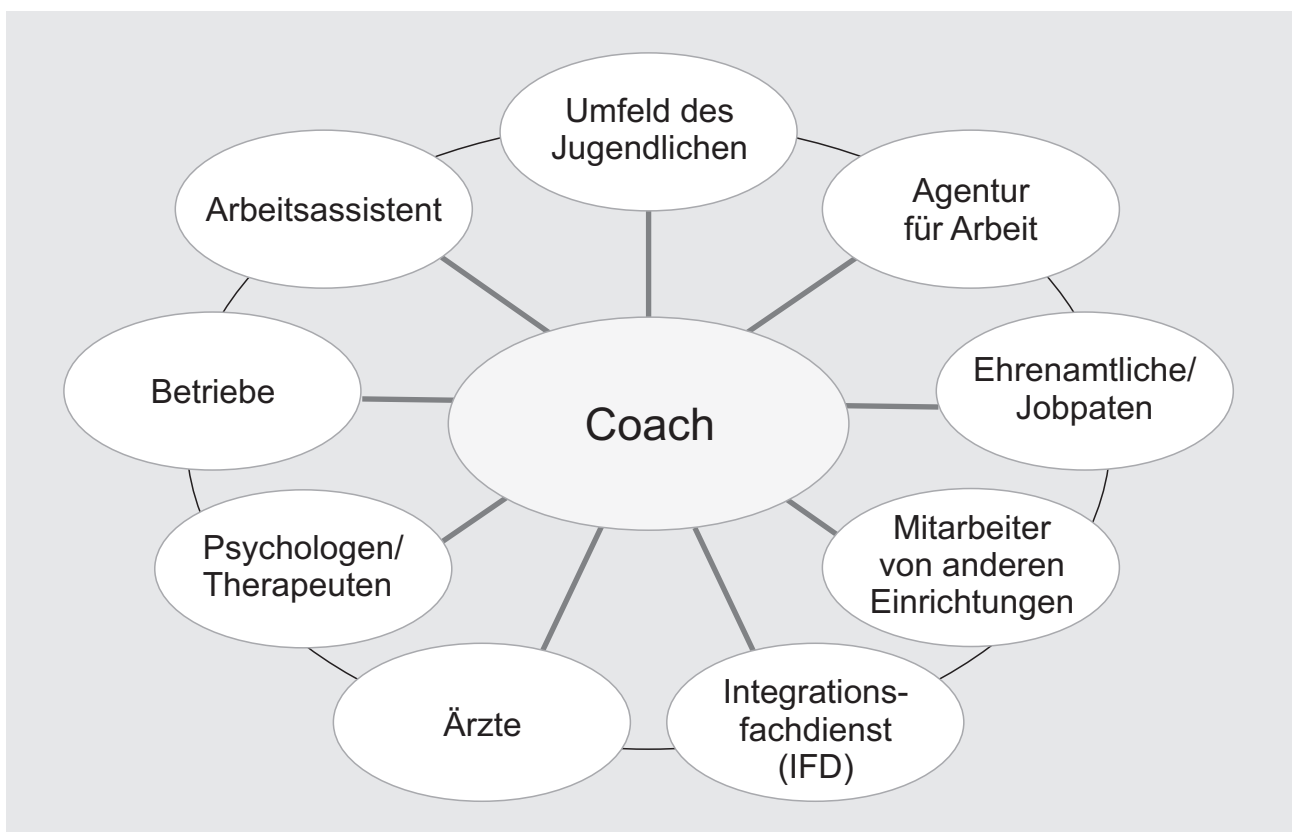 Umfeld des
Jugendlichen
Arbeitsassistent
Agentur
für Arbeit
Betriebe
Coach
Ehrenamtliche/
Jobpaten
Psychologen/
Therapeuten
Mitarbeiter
von anderen
Einrichtungen
Ärzte
Integrations-
fachdienst
(IFD)